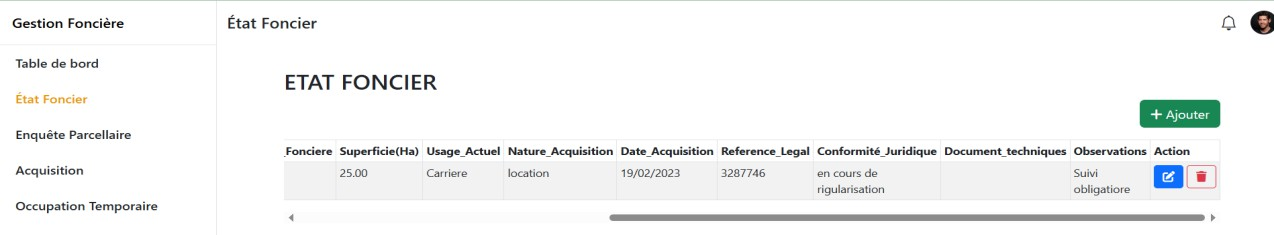 Gestion Foncière
État Foncier
Table de bord
État Foncier
Enquête Parcellaire
Acquisition
Occupation Temporaire
ETAT FONCIER
+ Ajouter
_Fonciere Superficie(Ha) Usage_Actuel Nature_Acquisition Date_Acquisition Reference_Legal Conformité_Juridique Document_techniques Observations Action
25.00 Carriere location 19/02/2023 3287746 en cours de Suivi
rigularisation obligatiore